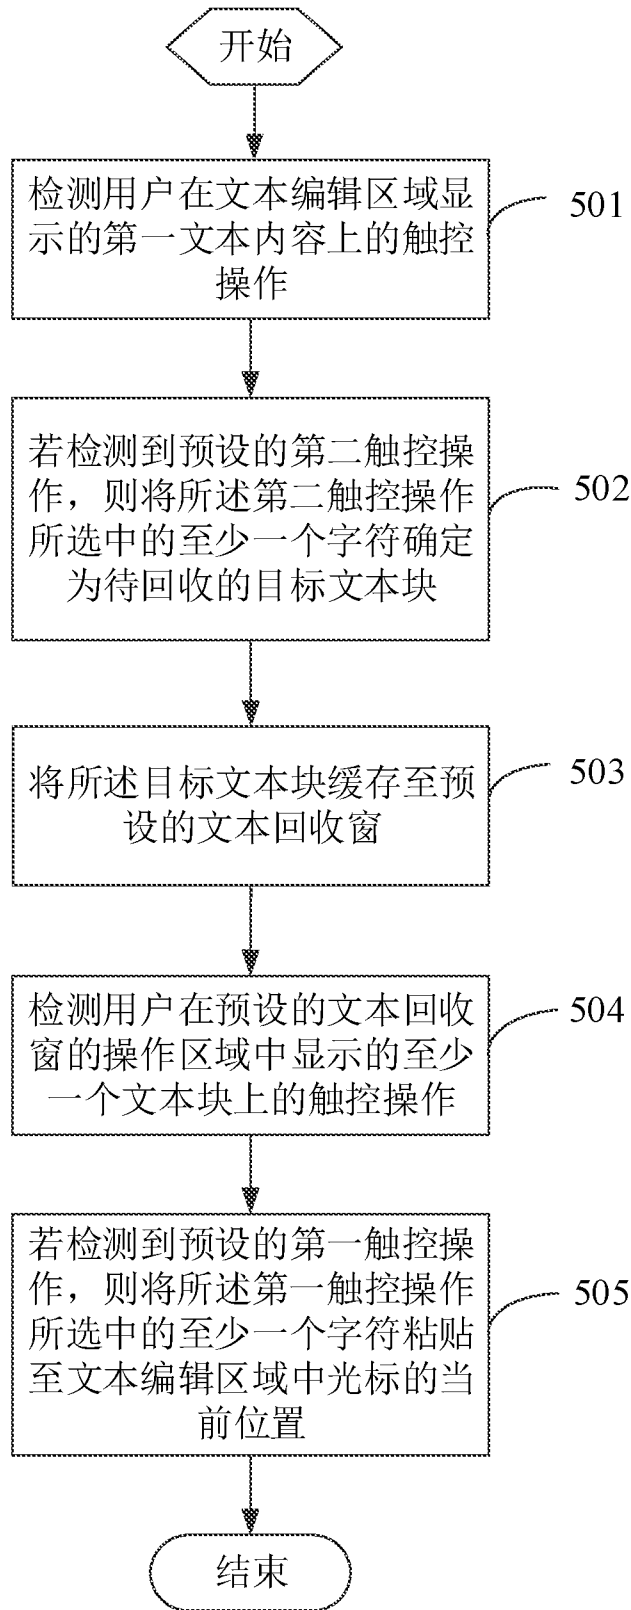 开始
检测用户在文本编辑区域显
示的第一文本内容上的触控
操作
501
若检测到预设的第二触控操
作，则将所述第二触控操作
所选中的至少一个字符确定
为待回收的目标文本块
502
将所述目标文本块缓存至预
设的文本回收窗
503
检测用户在预设的文本回收
窗的操作区域中显示的至少
一个文本块上的触控操作
504
若检测到预设的第一触控操
作，则将所述第一触控操作
所选中的至少一个字符粘贴
至文本编辑区域中光标的当
前位置
505
结束